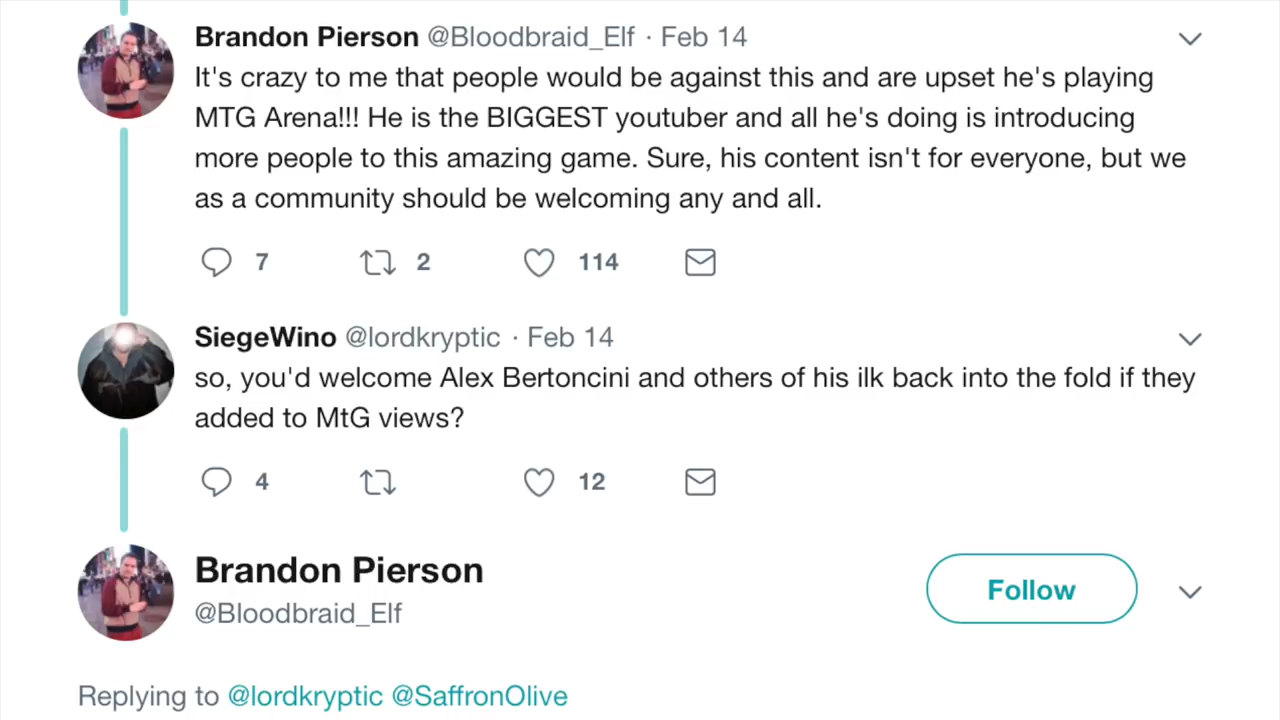 Brandon Pierson @Bloodbraid_Elf · Feb 14
It's crazy to me that people would be against this and are upset he's playing
MTG Arena!!! He is the BIGGEST youtuber and all he's doing is introducing
more people to this amazing game. Sure, his content isn't for everyone, but we
as a community should be welcoming any and all.
7 2 114
SiegeWino @lordkryptic · Feb 14
so, you'd welcome Alex Bertoncini and others of his ilk back into the fold if they
added to MtG views?
4 12
Brandon Pierson
@Bloodbraid_Elf
Follow
Replying to @lordkryptic @SaffronOlive